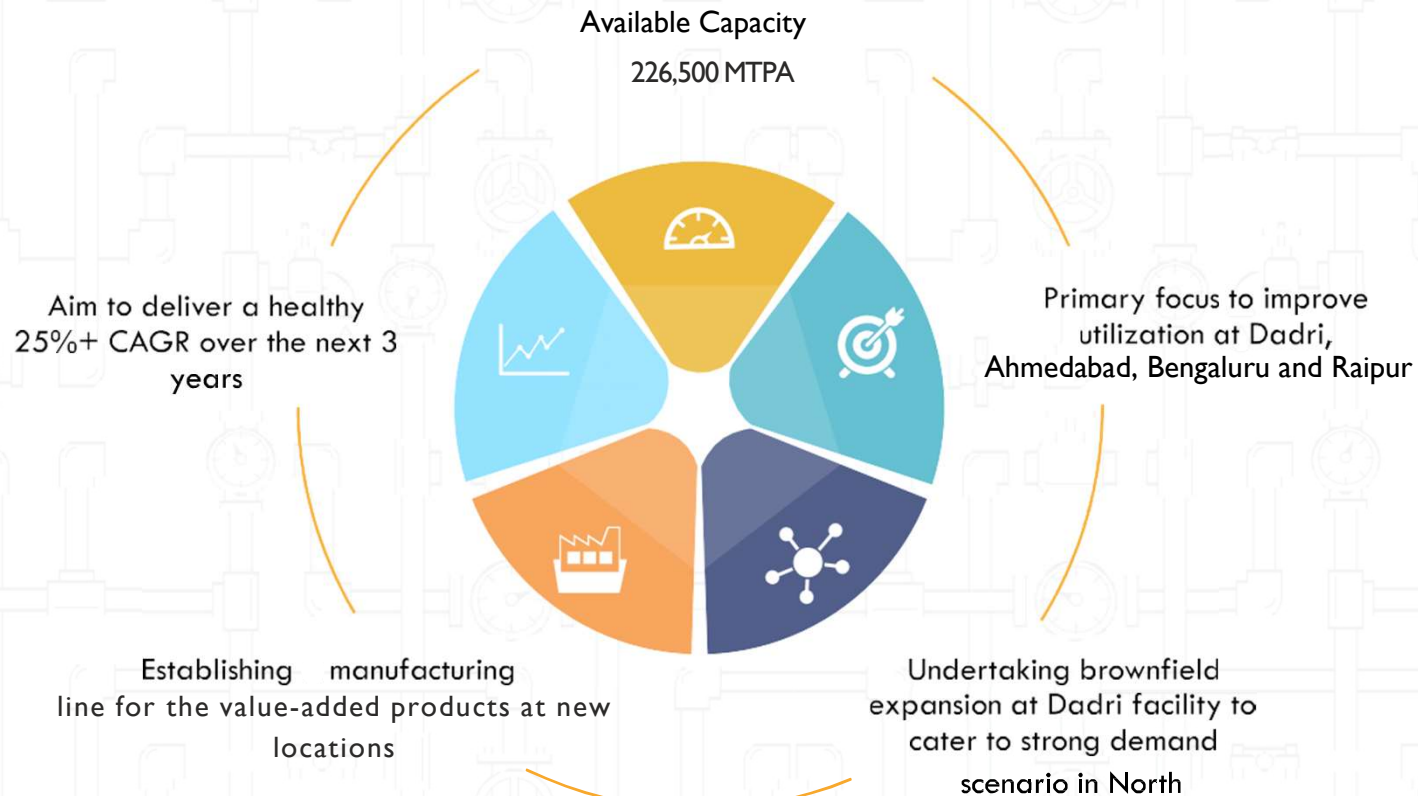 Available Capacity
226,500 MTPA
Primary focus to improve
utilization at Dadri,
Ahmedabad, Bengaluru and Raipur
Undertaking brownfield
expansion at Dadri facility to
cater to strong demand
scenario in North
Establishing manufacturing
line for the value-added products at new
locations
Aim to deliver a healthy
25%+ CAGR over the next 3
years